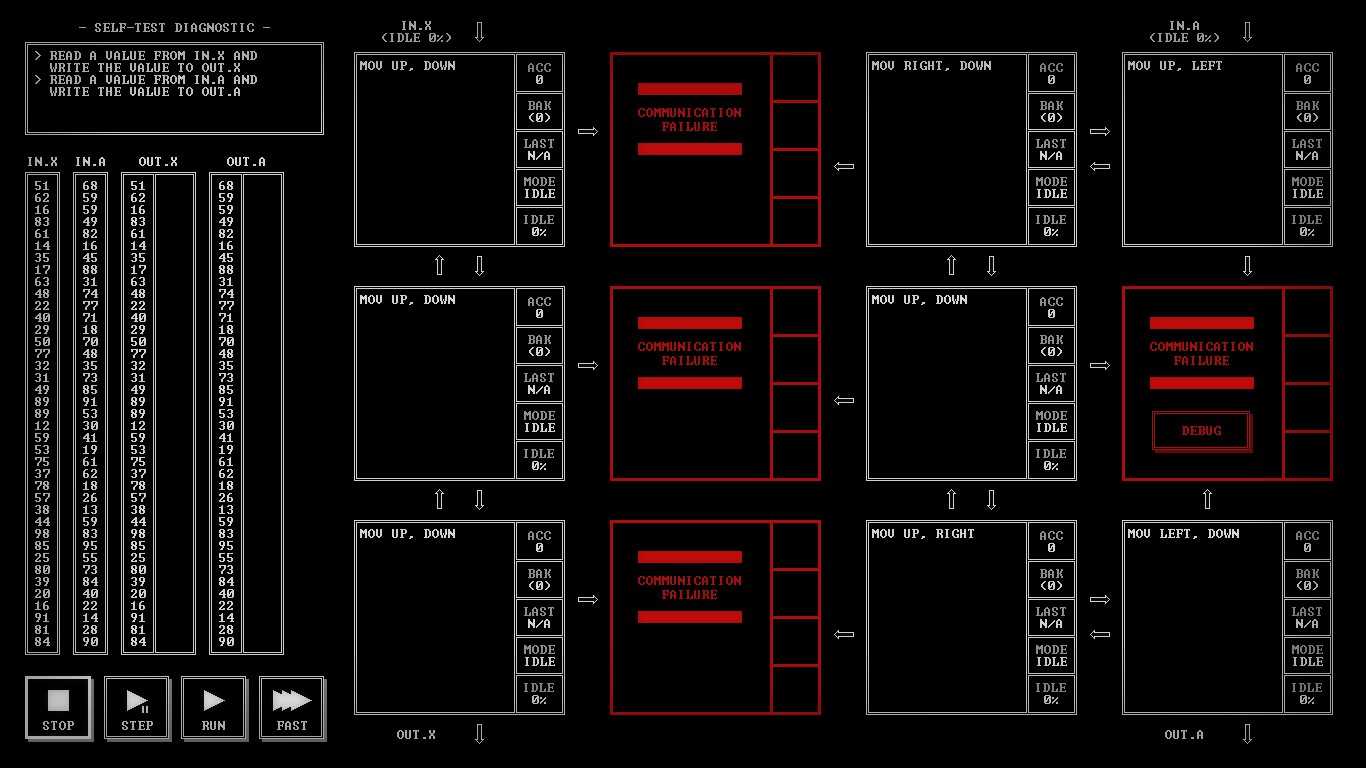 - SELF-TEST DIAGNOSTIC -
> READ A VALUE FROM IN.X AND
WRITE THE VALUE TO OUT.X
> READ A VALUE FROM IN.A AND
WRITE THE VALUE TO OUT.A
IN.X IN.A OUT.X OUT.A
51 68 51 68
62 59 62 59
16 59 16 59
83 49 83 49
61 82 61 82
14 16 14 16
35 45 35 45
17 88 17 88
63 31 63 31
48 74 48 74
22 77 22 77
40 71 40 71
29 18 29 18
50 70 50 70
77 48 77 48
32 35 32 35
31 73 31 73
49 85 49 85
89 91 89 91
89 53 89 53
12 30 12 30
59 41 59 41
53 19 53 19
75 61 75 61
37 62 37 62
78 18 78 18
57 26 57 26
38 13 38 13
44 59 44 59
98 83 98 83
85 95 85 95
25 55 25 55
80 73 80 73
39 84 39 84
20 40 20 40
16 22 16 22
91 14 91 14
81 28 81 28
84 90 84 90
STOP
STEP
RUN
FAST
IN.X
(IDLE 0%)
IN.A
(IDLE 0%)
MOV UP, DOWN
ACC
0
BAK
(0)
LAST
N/A
MODE
IDLE
IDLE
0%
COMMUNICATION
FAILURE
MOV RIGHT, DOWN
ACC
0
BAK
(0)
LAST
N/A
MODE
IDLE
IDLE
0%
MOV UP, LEFT
ACC
0
BAK
(0)
LAST
N/A
MODE
IDLE
IDLE
0%
MOV UP, DOWN
ACC
0
BAK
(0)
LAST
N/A
MODE
IDLE
IDLE
0%
COMMUNICATION
FAILURE
MOV UP, DOWN
ACC
0
BAK
(0)
LAST
N/A
MODE
IDLE
IDLE
0%
COMMUNICATION
FAILURE
DEBUG
MOV UP, DOWN
ACC
0
BAK
(0)
LAST
N/A
MODE
IDLE
IDLE
0%
COMMUNICATION
FAILURE
MOV UP, RIGHT
ACC
0
BAK
(0)
LAST
N/A
MODE
IDLE
IDLE
0%
MOV LEFT, DOWN
ACC
0
BAK
(0)
LAST
N/A
MODE
IDLE
IDLE
0%
OUT.X
OUT.A